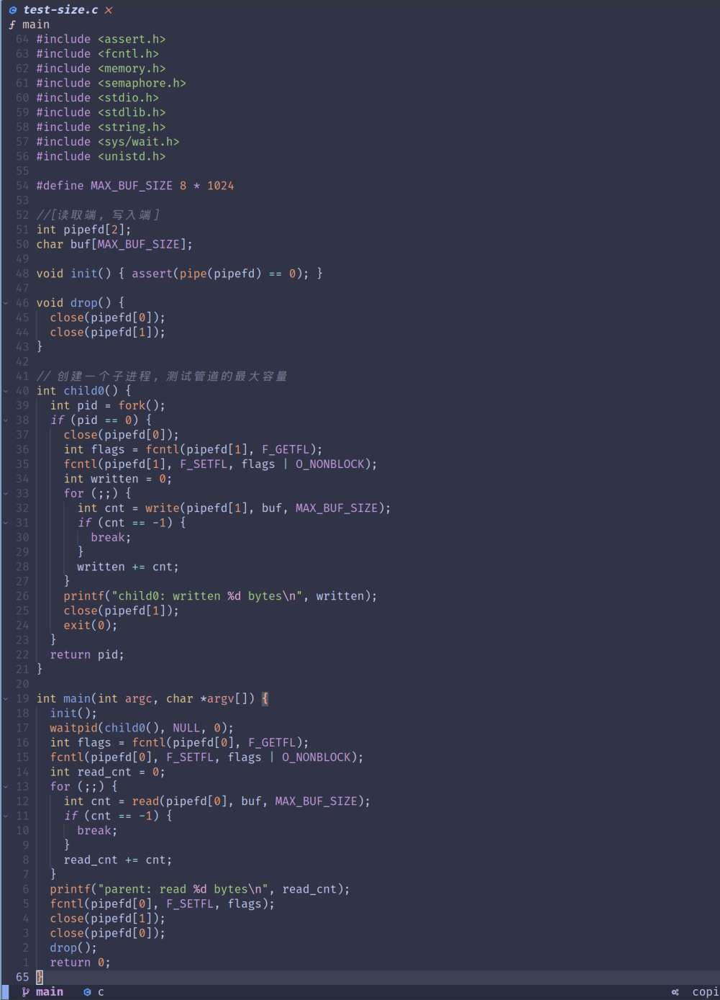 test-size.c ×
ƒ main
64 #include <assert.h>
63 #include <fcntl.h>
62 #include <memory.h>
61 #include <semaphore.h>
60 #include <stdio.h>
59 #include <stdlib.h>
58 #include <string.h>
57 #include <sys/wait.h>
56 #include <unistd.h>
55
54 #define MAX_BUF_SIZE 8 * 1024
53
52 //[读取端, 写入端]
51 int pipefd[2];
50 char buf[MAX_BUF_SIZE];
49
48 void init() { assert(pipe(pipefd) == 0); }
47
46 void drop() {
45   close(pipefd[0]);
44   close(pipefd[1]);
43 }
42
41 // 创建一个子进程, 测试管道的最大容量
40 int child0() {
39   int pid = fork();
38   if (pid == 0) {
37     close(pipefd[0]);
36     int flags = fcntl(pipefd[1], F_GETFL);
35     fcntl(pipefd[1], F_SETFL, flags | O_NONBLOCK);
34     int written = 0;
33     for (;;) {
32       int cnt = write(pipefd[1], buf, MAX_BUF_SIZE);
31       if (cnt == -1) {
30         break;
29       }
28       written += cnt;
27     }
26     printf("child0: written %d bytes\n", written);
25     close(pipefd[1]);
24     exit(0);
23   }
22   return pid;
21 }
20
19 int main(int argc, char *argv[]) {
18   init();
17   waitpid(child0(), NULL, 0);
16   int flags = fcntl(pipefd[0], F_GETFL);
15   fcntl(pipefd[0], F_SETFL, flags | O_NONBLOCK);
14   int read_cnt = 0;
13   for (;;) {
12     int cnt = read(pipefd[0], buf, MAX_BUF_SIZE);
11     if (cnt == -1) {
10       break;
9     }
8     read_cnt += cnt;
7   }
6   printf("parent: read %d bytes\n", read_cnt);
5   fcntl(pipefd[0], F_SETFL, flags);
4   close(pipefd[1]);
3   close(pipefd[0]);
2   drop();
1   return 0;
65 }
main c copi